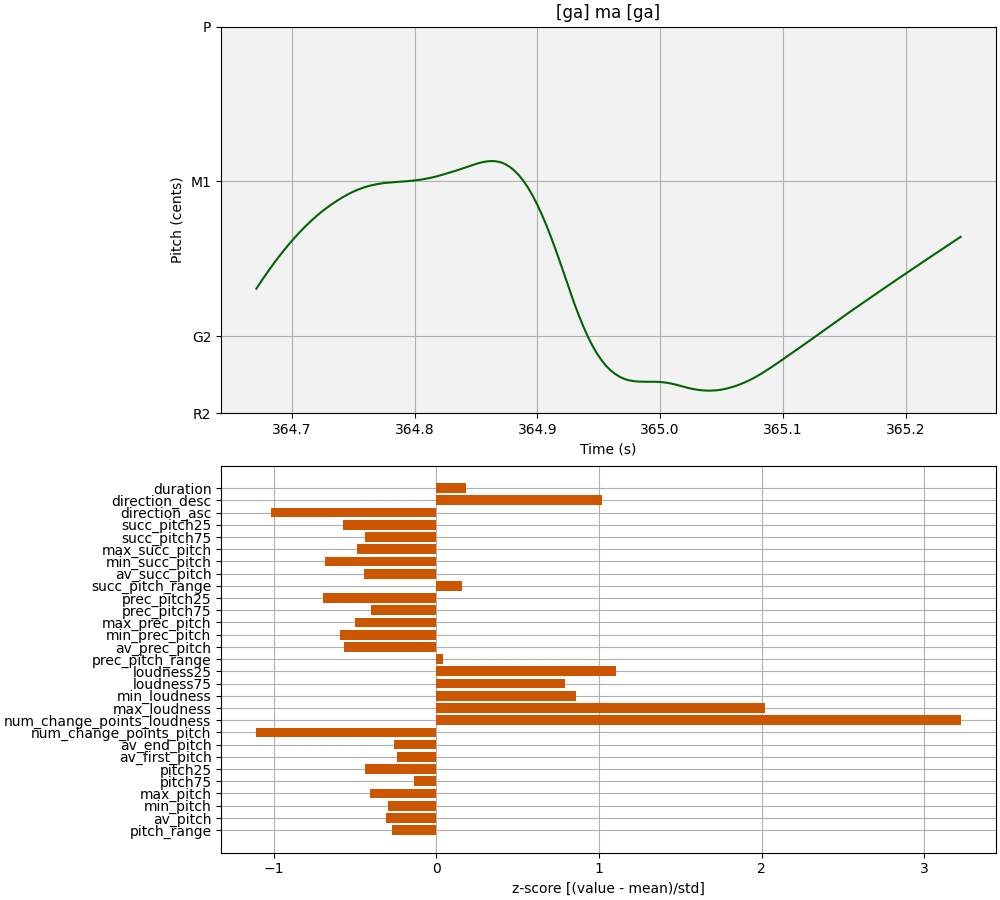 [ga] ma [ga]
P
M1
G2
R2
Pitch (cents)
364.7 364.8 364.9 365.0 365.1 365.2
Time (s)
duration
direction_desc
direction_asc
succ_pitch25
succ_pitch75
max_succ_pitch
min_succ_pitch
av_succ_pitch
succ_pitch_range
prec_pitch25
prec_pitch75
max_prec_pitch
min_prec_pitch
av_prec_pitch
prec_pitch_range
loudness25
loudness75
min_loudness
max_loudness
num_change_points_loudness
num_change_points_pitch
av_end_pitch
av_first_pitch
pitch25
pitch75
max_pitch
min_pitch
av_pitch
pitch_range
−1 0 1 2 3
z-score [(value - mean)/std]